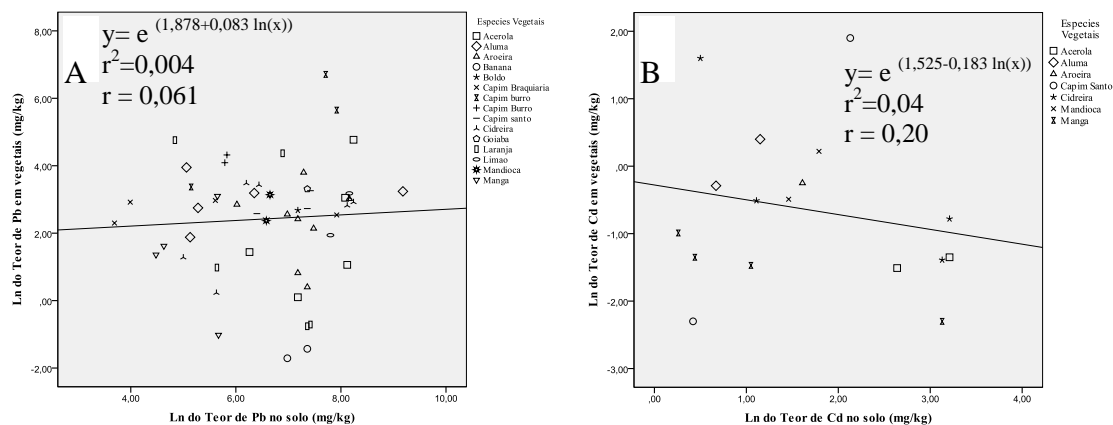 A
y= e (1,878+0,083 ln(x))
r²=0,004
r = 0,061
Ln do Teor de Pb em vegetais (mg/kg)
8,00
6,00
4,00
2,00
,00
-2,00
4,00 6,00 8,00 10,00
Ln do Teor de Pb no solo (mg/kg)
Especies Vegetais
Acerola
Aluma
Aroeira
Banana
Boldo
Capim Braquiaria
Capim burro
Capim Burro
Capim santo
Cidreira
Goiaba
Laranja
Limao
Mandioca
Manga
B
y= e (1,525-0,183 ln(x))
r²=0,04
r = 0,20
Ln do Teor de Cd em vegetais (mg/kg)
2,00
1,00
,00
-1,00
-2,00
-3,00
,00 1,00 2,00 3,00 4,00
Ln do Teor de Cd no solo (mg/kg)
Especies
Vegetais
Acerola
Aluma
Aroeira
Capim Santo
Cidreira
Mandioca
Manga